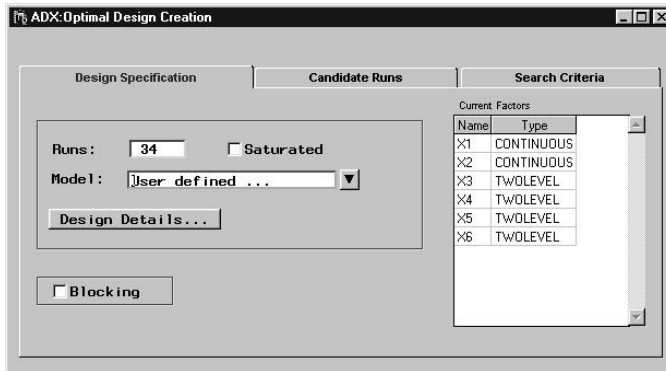 ADX:Optimal Design Creation
Design Specification
Candidate Runs
Search Criteria
Runs: 34 Saturated
Model: User defined ...
Design Details...
Blocking
Current Factors
Name Type
X1 CONTINUOUS
X2 CONTINUOUS
X3 TWOLEVEL
X4 TWOLEVEL
X5 TWOLEVEL
X6 TWOLEVEL